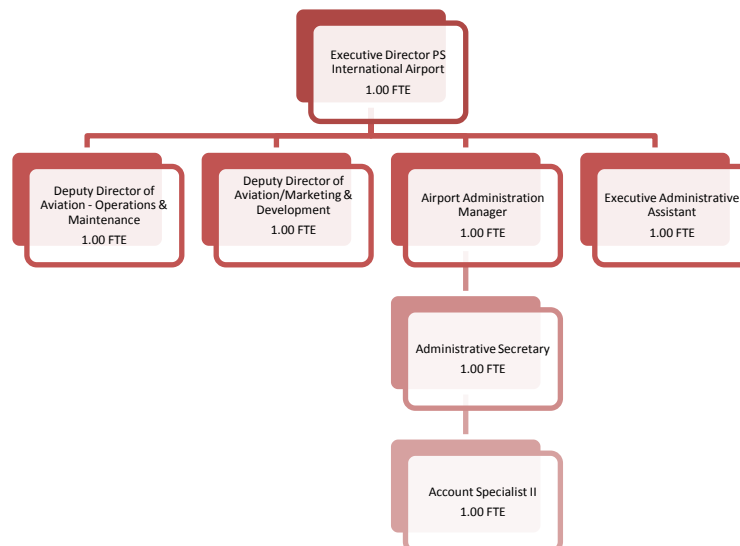 Executive Director PS
International Airport
1.00 FTE
Deputy Director of
Aviation - Operations &
Maintenance
1.00 FTE
Deputy Director of
Aviation/Marketing &
Development
1.00 FTE
Airport Administration
Manager
1.00 FTE
Executive Administrative
Assistant
1.00 FTE
Administrative Secretary
1.00 FTE
Account Specialist II
1.00 FTE